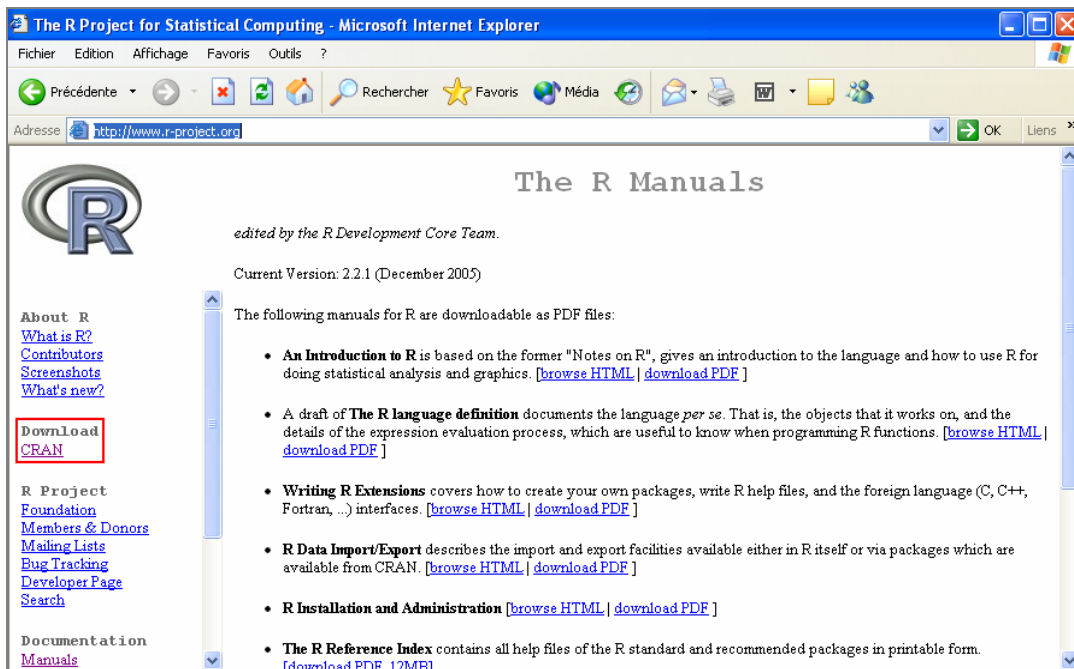 The R Project for Statistical Computing - Microsoft Internet Explorer
Fichier Edition Affichage Favoris Outils ?
Précédente Rechercher Favoris Média W
Adresse http://www.r-project.org OK Liens »
R
About R
What is R?
Contributors
Screenshots
What's new?
Download
CRAN
R Project
Foundation
Members & Donors
Mailing Lists
Bug Tracking
Developer Page
Search
Documentation
Manuals
The R Manuals
edited by the R Development Core Team.
Current Version: 2.2.1 (December 2005)
The following manuals for R are downloadable as PDF files:
• An Introduction to R is based on the former "Notes on R", gives an introduction to the language and how to use R for
doing statistical analysis and graphics. [browse HTML | download PDF ]
• A draft of The R language definition documents the language per se. That is, the objects that it works on, and the
details of the expression evaluation process, which are useful to know when programming R functions. [browse HTML |
download PDF ]
• Writing R Extensions covers how to create your own packages, write R help files, and the foreign language (C, C++,
Fortran, ...) interfaces. [browse HTML | download PDF ]
• R Data Import/Export describes the import and export facilities available either in R itself or via packages which are
available from CRAN. [browse HTML | download PDF ]
• R Installation and Administration [browse HTML | download PDF ]
• The R Reference Index contains all help files of the R standard and recommended packages in printable form.
[download PDF, 12MB]